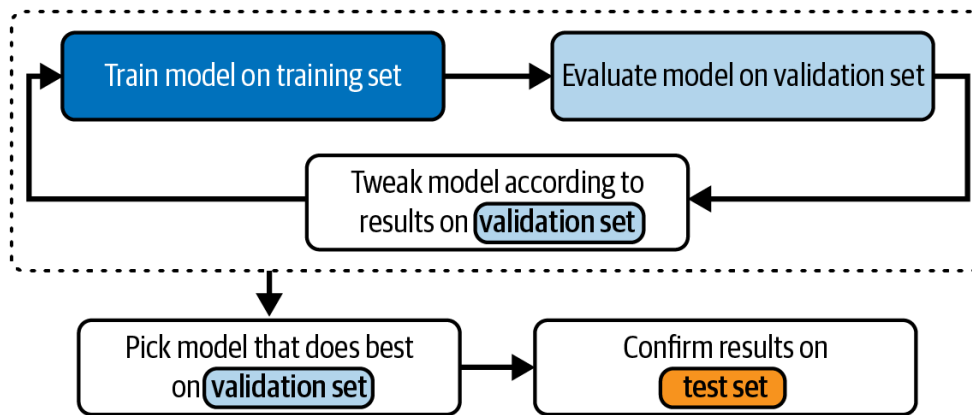 Train model on training set
Evaluate model on validation set
Tweak model according to
results on validation set
Pick model that does best
on validation set
Confirm results on
test set